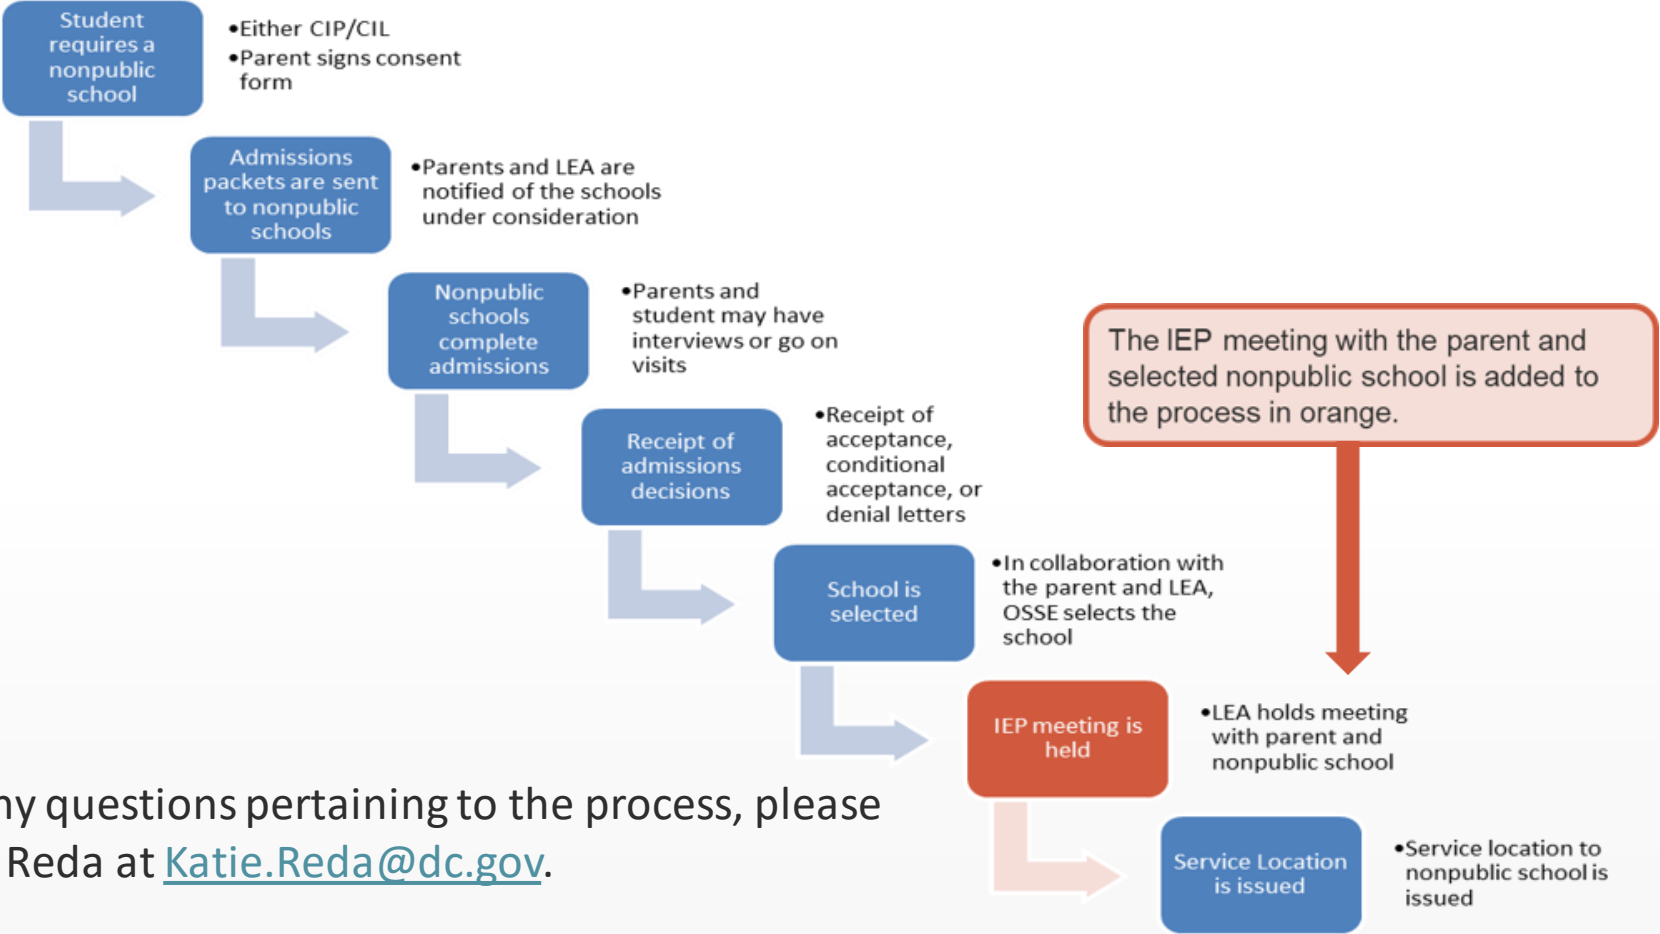 Student
requires a
nonpublic
school
•Either CIP/CIL
•Parent signs consent
form
Admissions
packets are sent
to nonpublic
schools
•Parents and LEA are
notified of the schools
under consideration
Nonpublic
schools
complete
admissions
•Parents and
student may have
interviews or go on
visits
Receipt of
admissions
decisions
•Receipt of
acceptance,
conditional
acceptance, or
denial letters
The IEP meeting with the parent and
selected nonpublic school is added to
the process in orange.
School is
selected
•In collaboration with
the parent and LEA,
OSSE selects the
school
IEP meeting is
held
•LEA holds meeting
with parent and
nonpublic school
Service Location
is issued
•Service location to
nonpublic school is
issued
questions pertaining to the process, please
Reda at Katie.Reda@dc.gov.